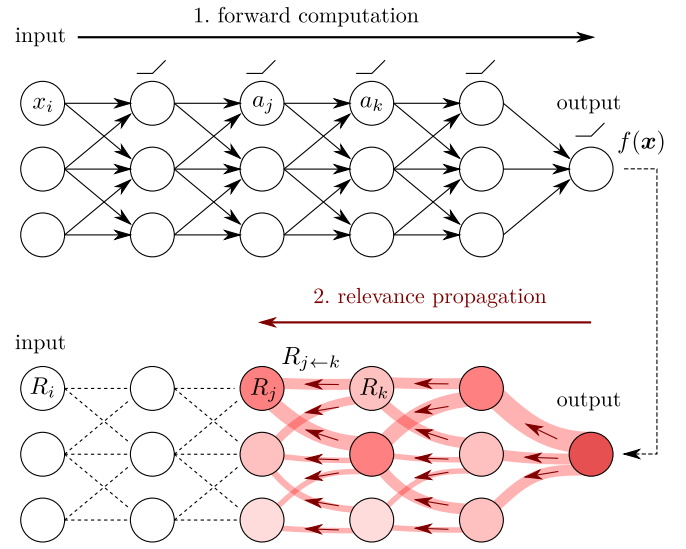 1. forward computation
input
x_i
a_j
a_k
output
f(x)
2. relevance propagation
input
R_{j←k}
R_i
R_j
R_k
output